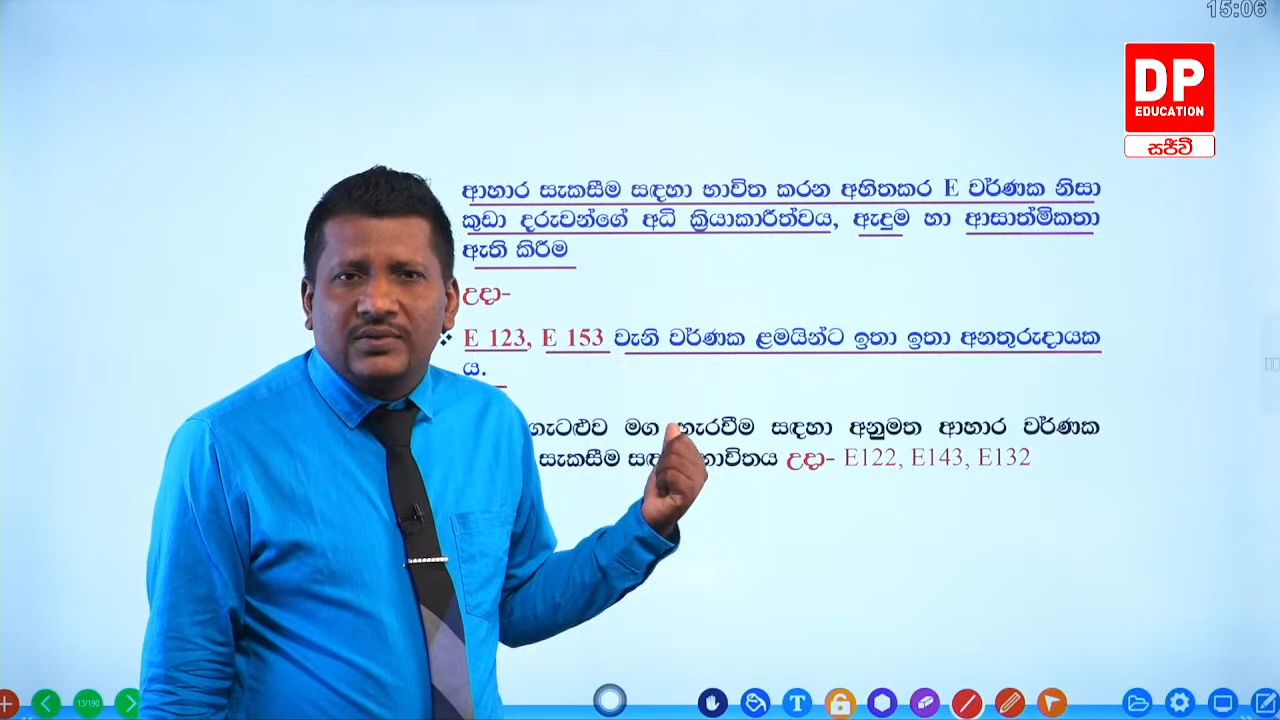 15:06
DP
EDUCATION
සජීවී
ආහාර සැකසීම සඳහා භාවිත කරන අහිතකර E වර්ණක නිසා
කුඩා දරුවන්ගේ අධි ක්‍රියාකාරීත්වය, ඇදුම හා ආසාත්මිකතා
ඇති කිරීම
උදා-
❖ E 123, E 153 වැනි වර්ණක ළමයින්ට ඉතා ඉතා අනතුරුදායක
ය.
ගැටළුව මග හැරවීම සඳහා අනුමත ආහාර වර්ණක
සැකසීම භාවිතය උදා- E122, E143, E132
13/190
T